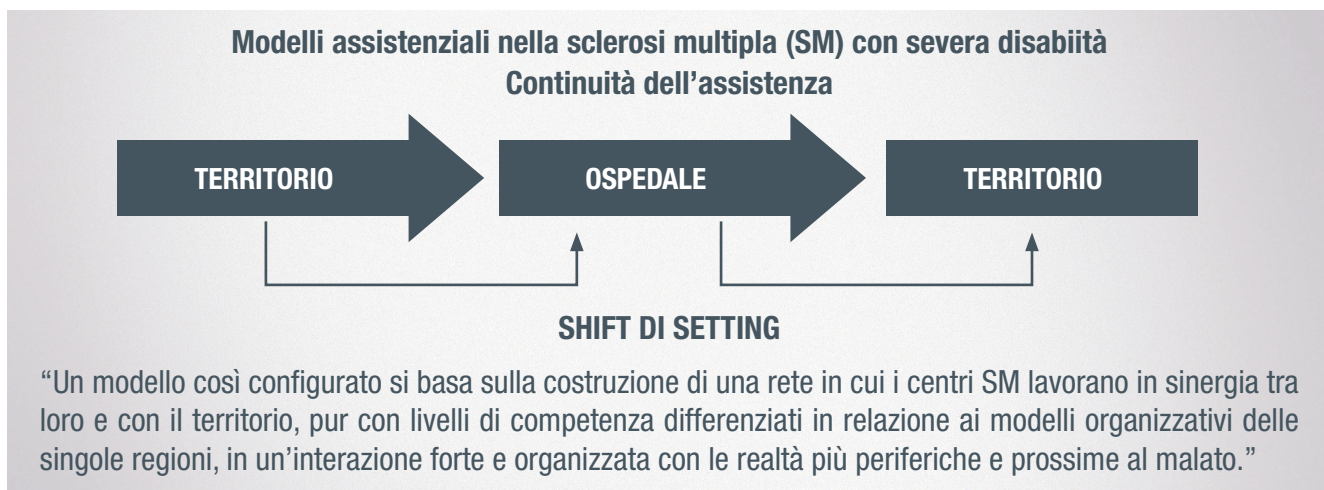 Modelli assistenziali nella sclerosi multipla (SM) con severa disabiità
Continuità dell’assistenza
TERRITORIO
OSPEDALE
TERRITORIO
SHIFT DI SETTING
“Un modello così configurato si basa sulla costruzione di una rete in cui i centri SM lavorano in sinergia tra
loro e con il territorio, pur con livelli di competenza differenziati in relazione ai modelli organizzativi delle
singole regioni, in un’interazione forte e organizzata con le realtà più periferiche e prossime al malato.”